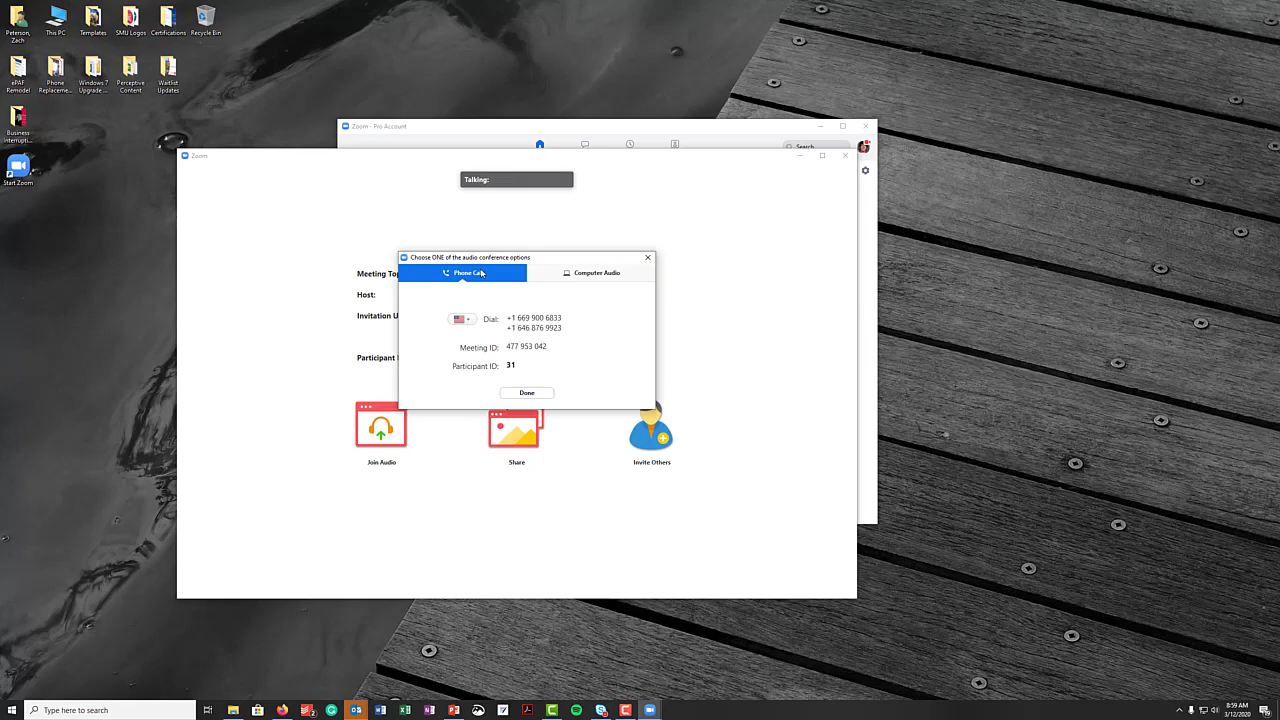 Peterson, Zach
This PC
Templates
SMU Logos
Certifications
Recycle Bin
ePAF Remodel
Phone Replaceme...
Windows 7 Upgrade ...
Perceptive Content
Waitlist Updates
Business Interrupti...
Start Zoom
Zoom - Pro Account
Search
Zoom
Talking:
Choose ONE of the audio conference options
Phone
Computer Audio
Dial: +1 669 900 6833
+1 646 876 9923
Meeting ID: 477 953 042
Participant ID: 31
Done
Meeting To
Host:
Invitation U
Participant
Join Audio
Share
Invite Others
Type here to search
8:59 AM
3/12/2020